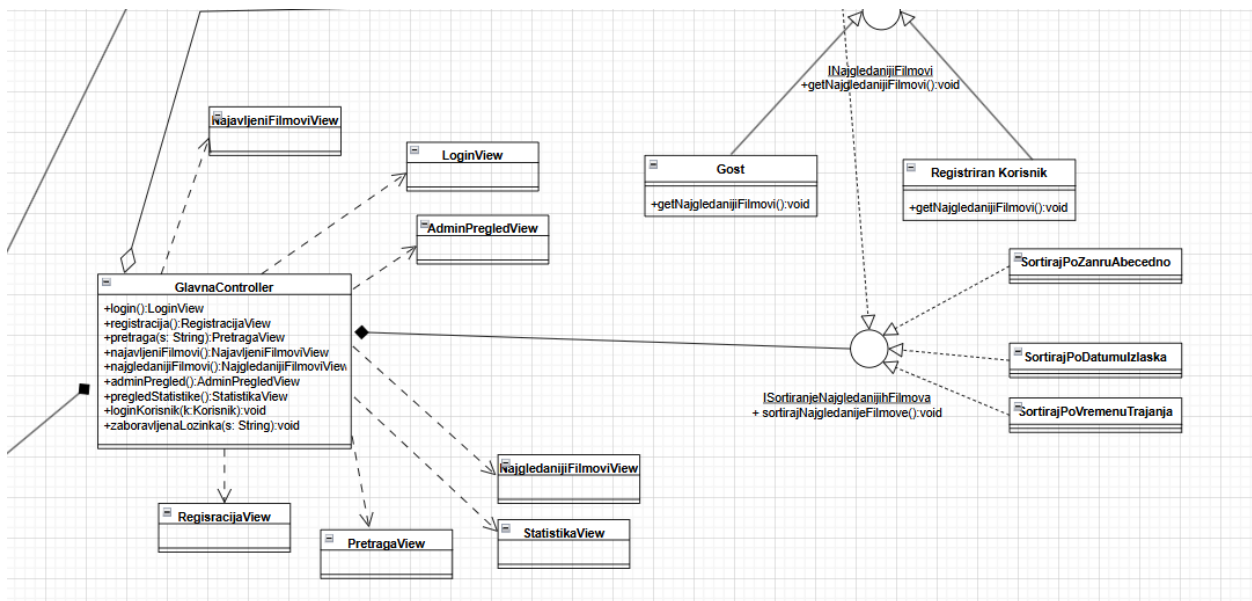 INajgledanijiFilmovi
+getNajgledanijiFilmovi():void
NajavljeniFilmoviView
LoginView
Gost
+getNajgledanijiFilmovi():void
Registriran Korisnik
+getNajgledanijiFilmovi():void
AdminPregledView
SortirajPoZanruAbecedno
GlavnaController
+login():LoginView
+registracija():RegistracijaView
+pretraga(s: String):PretragaView
+najavljeniFilmovi():NajavljeniFilmoviView
+najgledanijiFilmovi():NajgledanijiFilmoviView
+adminPregled():AdminPregledView
+pregledStatistike():StatistikaView
+loginKorisnik(k:Korisnik):void
+zaboravljenaLozinka(s: String):void
SortirajPoDatumuIzlaska
ISortiranjeNajgledanijihFilmova
+ sortirajNajgledanijeFilmove():void
SortirajPoVremenuTrajanja
NajgledanijiFilmoviView
RegisracijaView
StatistikaView
PretragaView